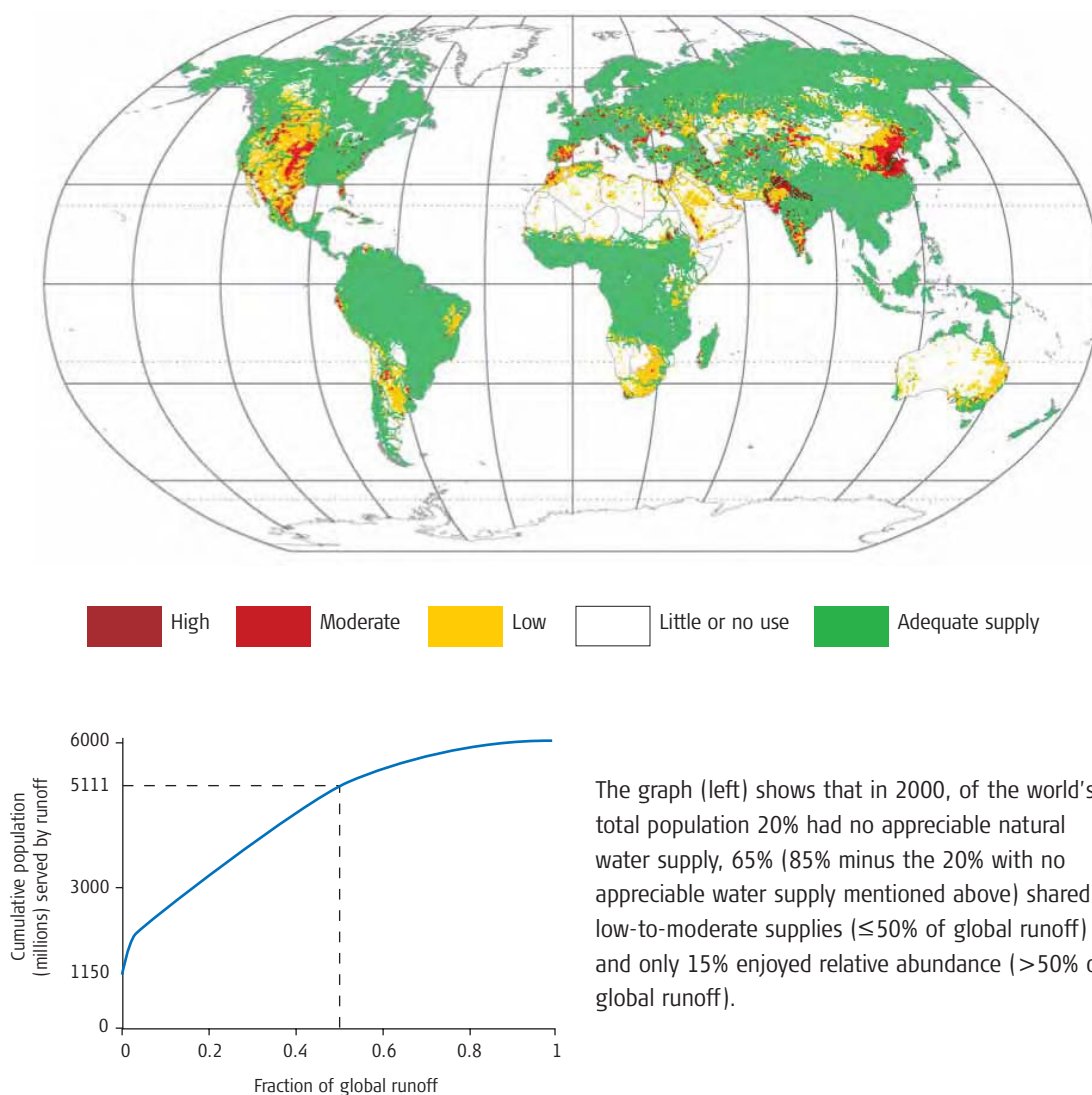 High Moderate Low Little or no use Adequate supply
6000
5111
3000
1150
0
Cumulative population
(millions) served by runoff
0 0.2 0.4 0.6 0.8 1
Fraction of global runoff
The graph (left) shows that in 2000, of the world's
total population 20% had no appreciable natural
water supply, 65% (85% minus the 20% with no
appreciable water supply mentioned above) shared
low-to-moderate supplies (≤50% of global runoff)
and only 15% enjoyed relative abundance (>50%
global runoff).